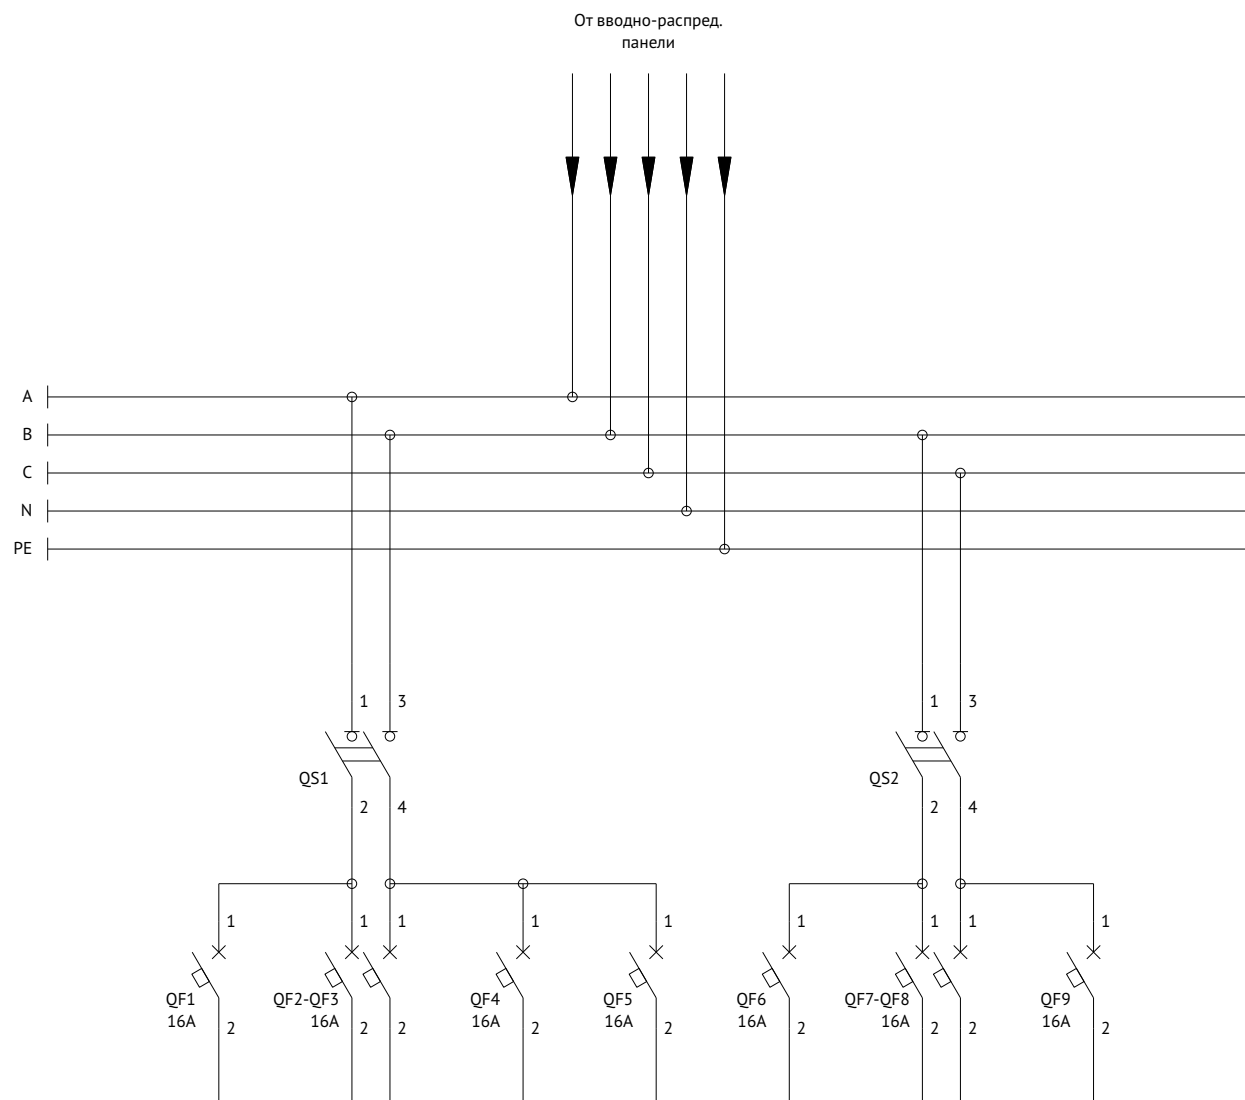 От вводно-распред.
панели
A
B
C
N
PE
1 3 1 3
QS1 QS2
2 4 2 4
1 1 1 1 1 1 1 1 1
QF1 QF2-QF3 QF4 QF5 QF6 QF7-QF8 QF9
16A 16A 16A 16A 16A 16A 16A
2 2 2 2 2 2 2 2 2